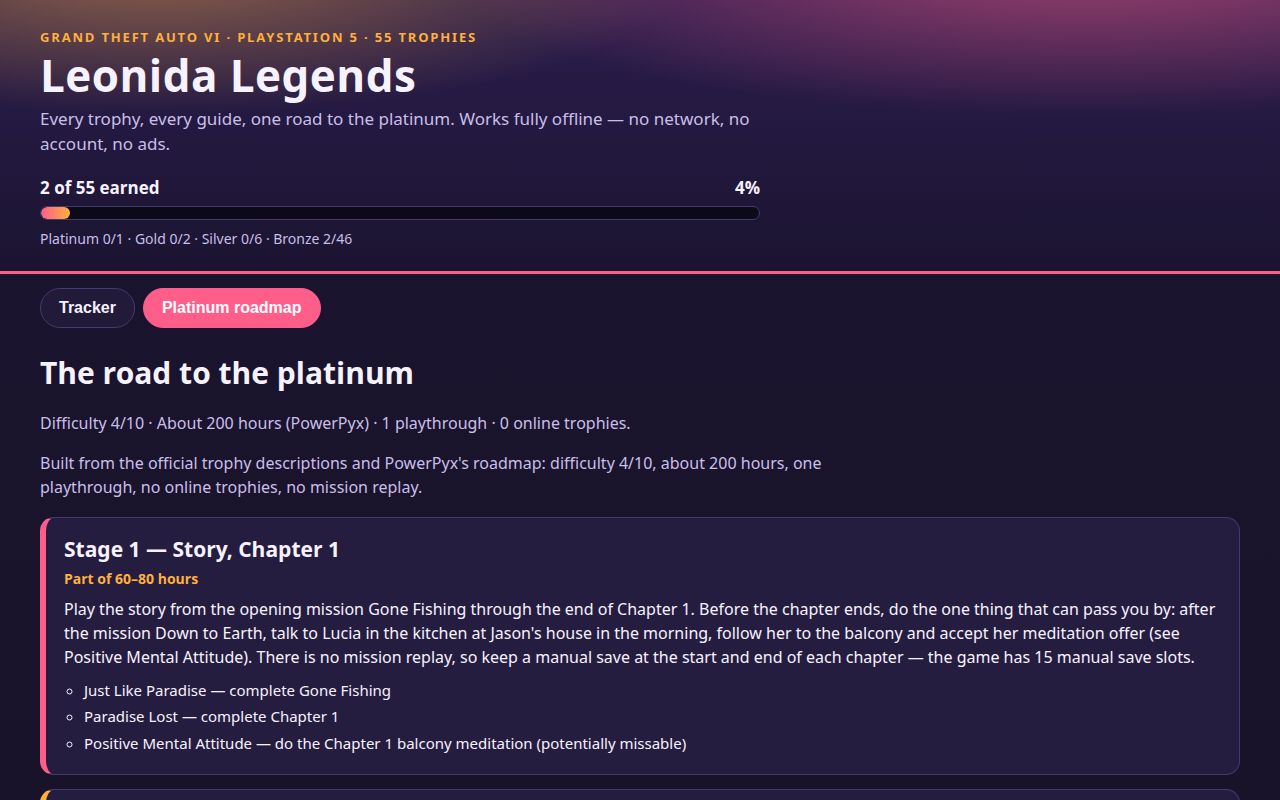 GRAND THEFT AUTO VI · PLAYSTATION 5 · 55 TROPHIES
Leonida Legends
Every trophy, every guide, one road to the platinum. Works fully offline — no network, no
account, no ads.
2 of 55 earned 4%
Platinum 0/1 · Gold 0/2 · Silver 0/6 · Bronze 2/46
Tracker Platinum roadmap
The road to the platinum
Difficulty 4/10 · About 200 hours (PowerPyx) · 1 playthrough · 0 online trophies.
Built from the official trophy descriptions and PowerPyx's roadmap: difficulty 4/10, about 200 hours, one
playthrough, no online trophies, no mission replay.
Stage 1 — Story, Chapter 1
Part of 60–80 hours
Play the story from the opening mission Gone Fishing through the end of Chapter 1. Before the chapter ends, do the one thing that can pass you by: after
the mission Down to Earth, talk to Lucia in the kitchen at Jason's house in the morning, follow her to the balcony and accept her meditation offer (see
Positive Mental Attitude). There is no mission replay, so keep a manual save at the start and end of each chapter — the game has 15 manual save slots.
Just Like Paradise — complete Gone Fishing
Paradise Lost — complete Chapter 1
Positive Mental Attitude — do the Chapter 1 balcony meditation (potentially missable)